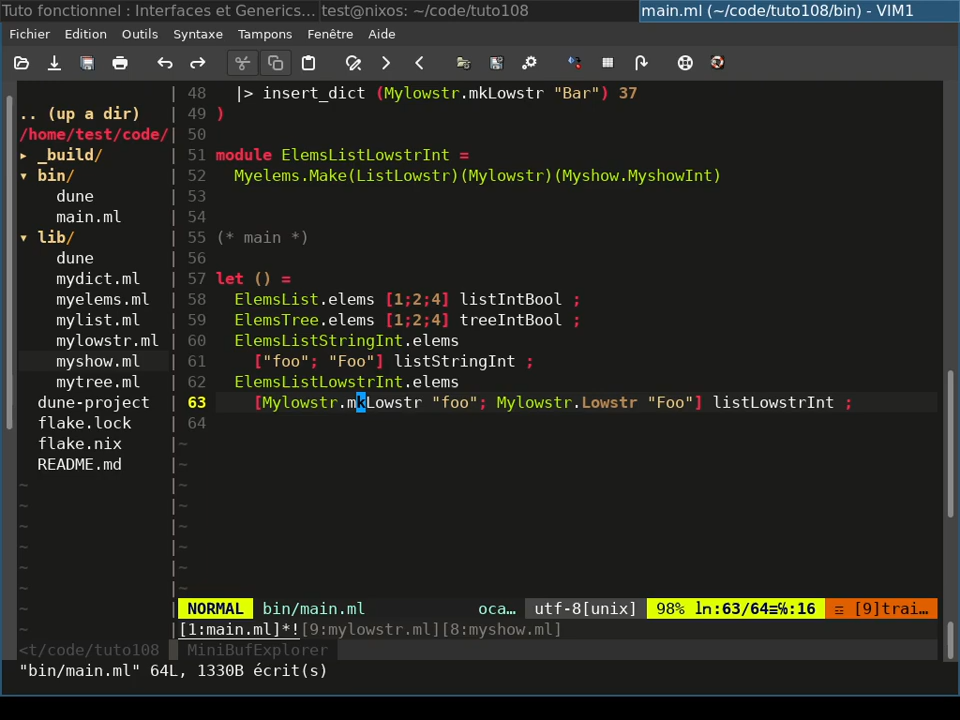 Tuto fonctionnel : Interfaces et Generics... test@nixos: ~/code/tuto108 main.ml (~/code/tuto108/bin) - VIM1
Fichier Edition Outils Syntaxe Tampons Fenêtre Aide
48 |> insert_dict (Mylowstr.mkLowstr "Bar") 37
.. (up a dir) 49 )
/home/test/code/ 50
▸ _build/ 51 module ElemsListLowstrInt =
▾ bin/ 52 Myelems.Make(ListLowstr)(Mylowstr)(Myshow.MyshowInt)
dune 53
main.ml 54
▾ lib/ 55 (* main *)
dune 56
mydict.ml 57 let () =
myelems.ml 58 ElemsList.elems [1;2;4] listIntBool ;
mylist.ml 59 ElemsTree.elems [1;2;4] treeIntBool ;
mylowstr.ml 60 ElemsListStringInt.elems
myshow.ml 61 ["foo"; "Foo"] listStringInt ;
mytree.ml 62 ElemsListLowstrInt.elems
dune-project 63 [Mylowstr.mkLowstr "foo"; Mylowstr.Lowstr "Foo"] listLowstrInt ;
flake.lock 64
flake.nix ~
README.md ~
~ ~
~ ~
~ ~
~ ~
~ ~
~ ~
~ NORMAL bin/main.ml oca… utf-8[unix] 98% ln:63/64≡℅:16 ☲ [9]trai…
~ [1:main.ml]*![9:mylowstr.ml][8:myshow.ml]
<t/code/tuto108 MiniBufExplorer
"bin/main.ml" 64L, 1330B écrit(s)